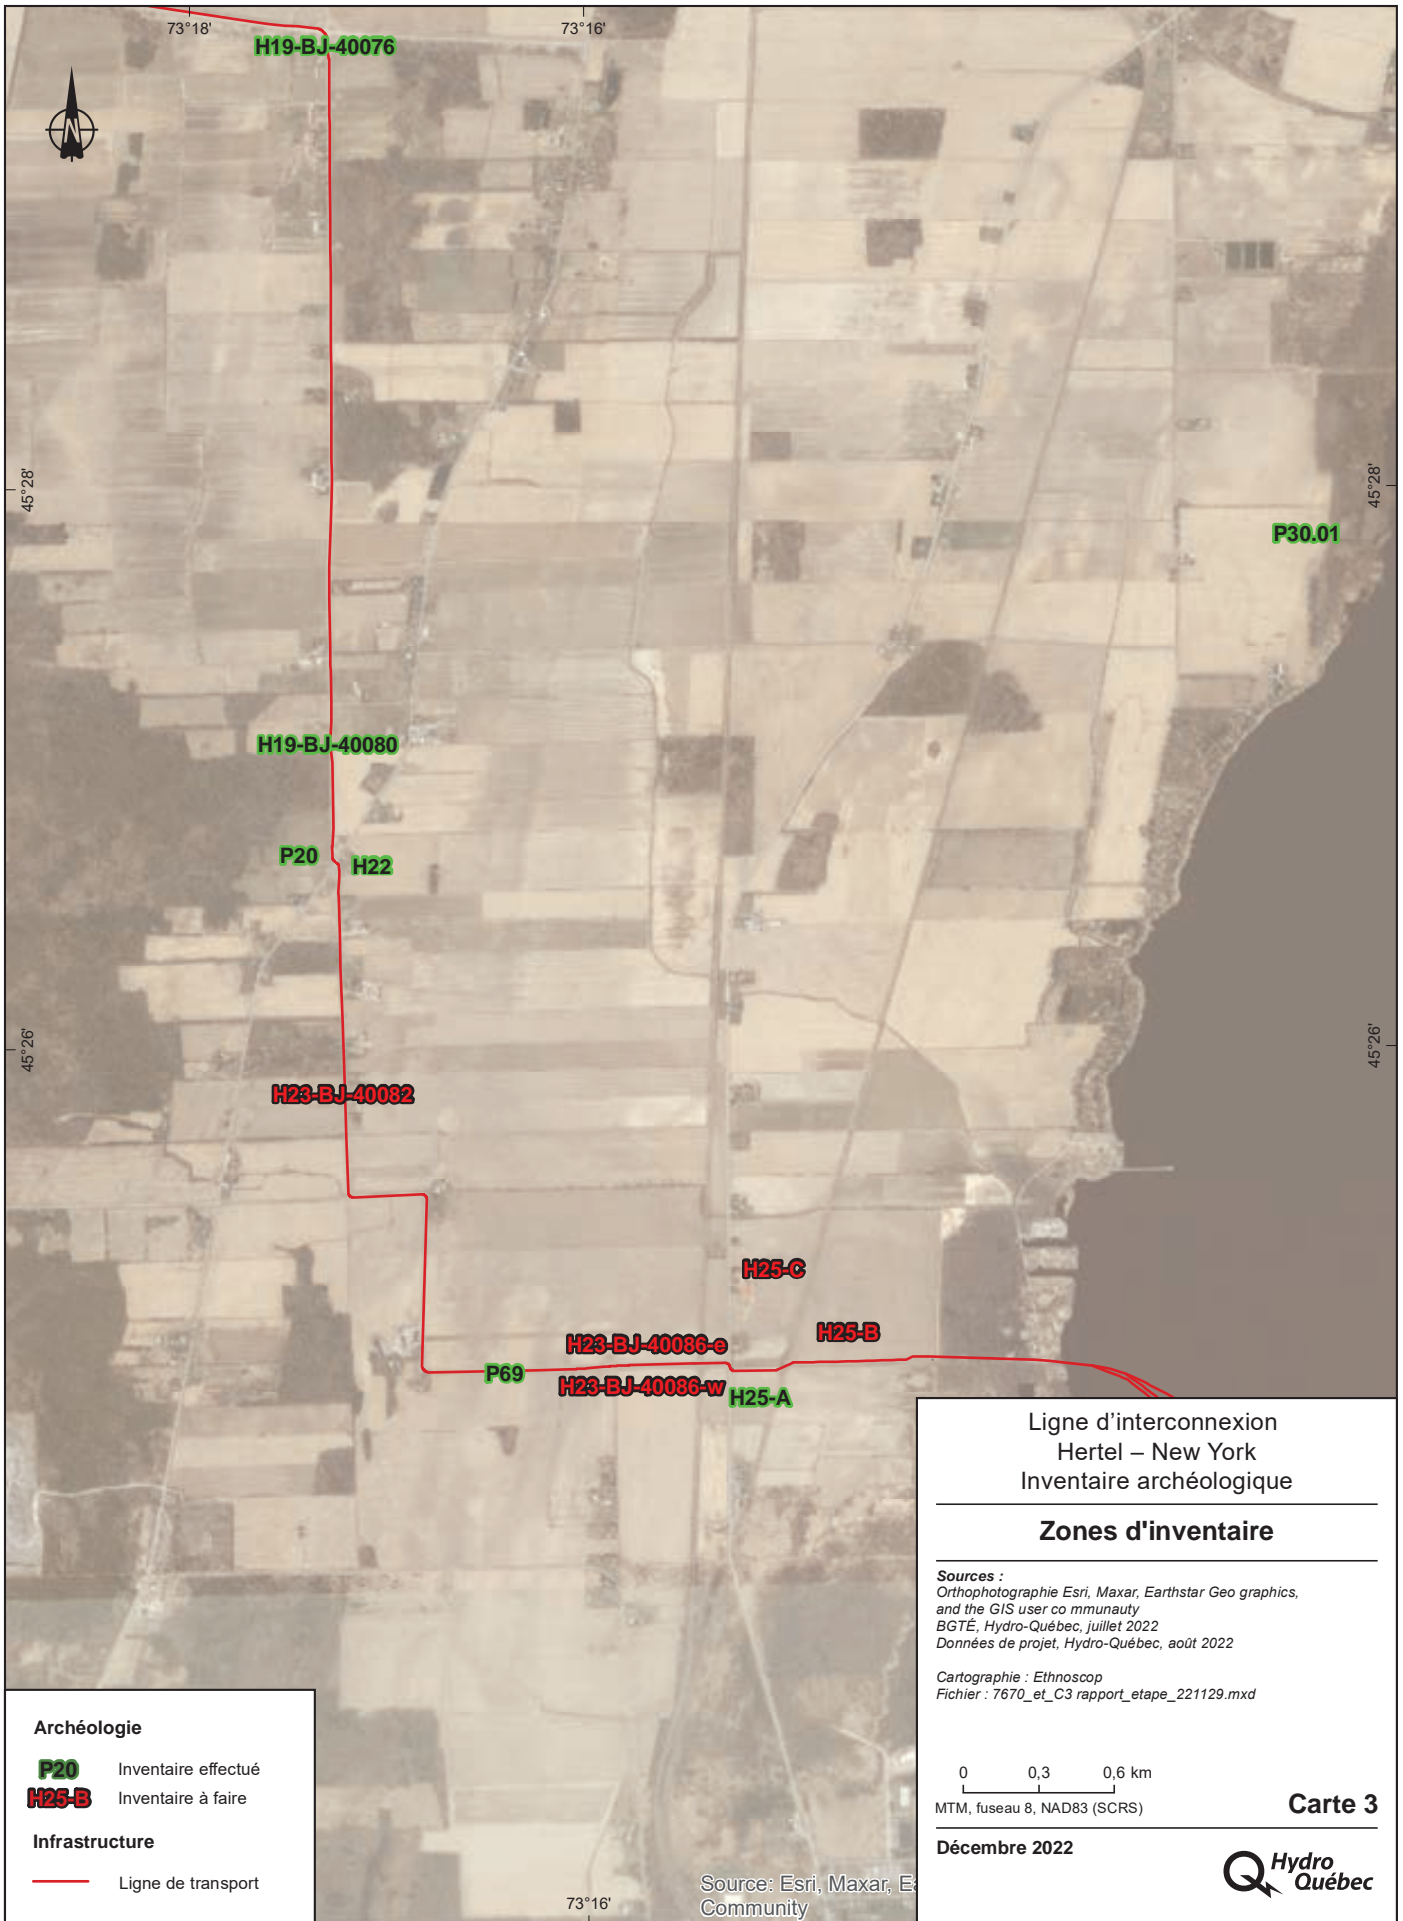 73°18'
73°16'
H19-BJ-40076
N
45°28'
45°28'
P30.01
H19-BJ-40080
P20
H22
45°26'
45°26'
H23-BJ-40082
H25-C
H25-B
H23-BJ-40086-e
P69
H23-BJ-40086-w
H25-A
Ligne d'interconnexion
Hertel – New York
Inventaire archéologique
Zones d'inventaire
Sources :
Orthophotographie Esri, Maxar, Earthstar Geo graphics,
and the GIS user co mmunauty
BGTÉ, Hydro-Québec, juillet 2022
Données de projet, Hydro-Québec, août 2022
Cartographie : Ethnoscop
Fichier : 7670_et_C3 rapport_etape_221129.mxd
0 0,3 0,6 km
MTM, fuseau 8, NAD83 (SCRS)
Carte 3
Décembre 2022
Hydro
Québec
Archéologie
P20 Inventaire effectué
H25-B Inventaire à faire
Infrastructure
Ligne de transport
73°16'
Source: Esri, Maxar, Ea
Community